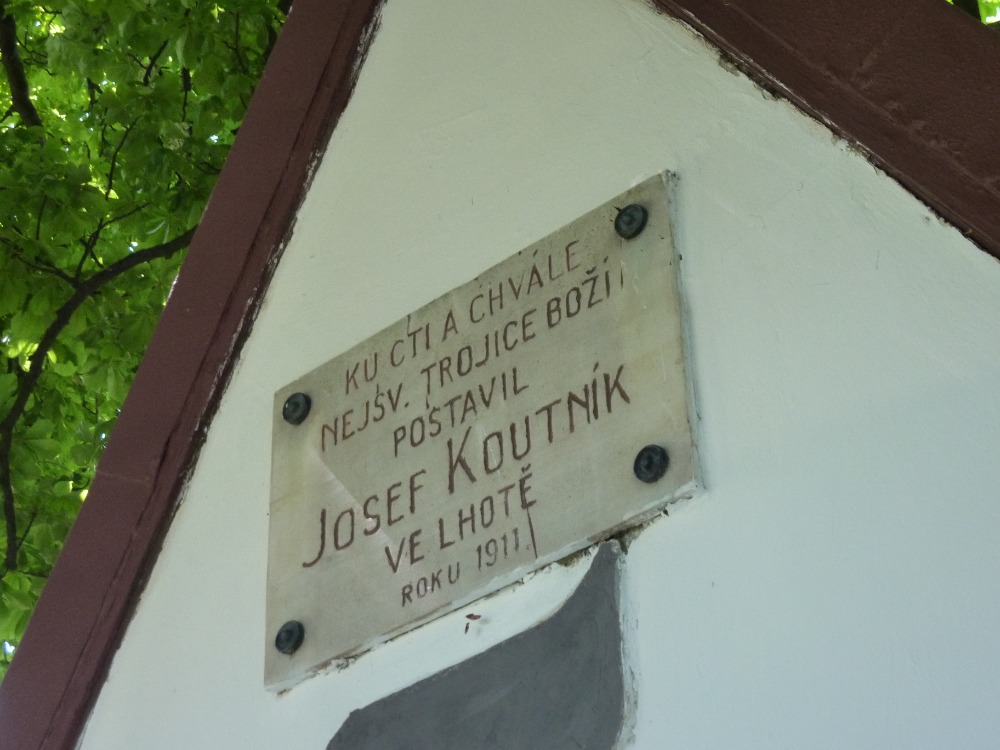 KU CTI A CHVÁLE
NEJSV. TROJICE BOŽÍ
POSTAVIL
JOSEF KOUTNÍK
VE LHOTĚ
ROKU 1911.